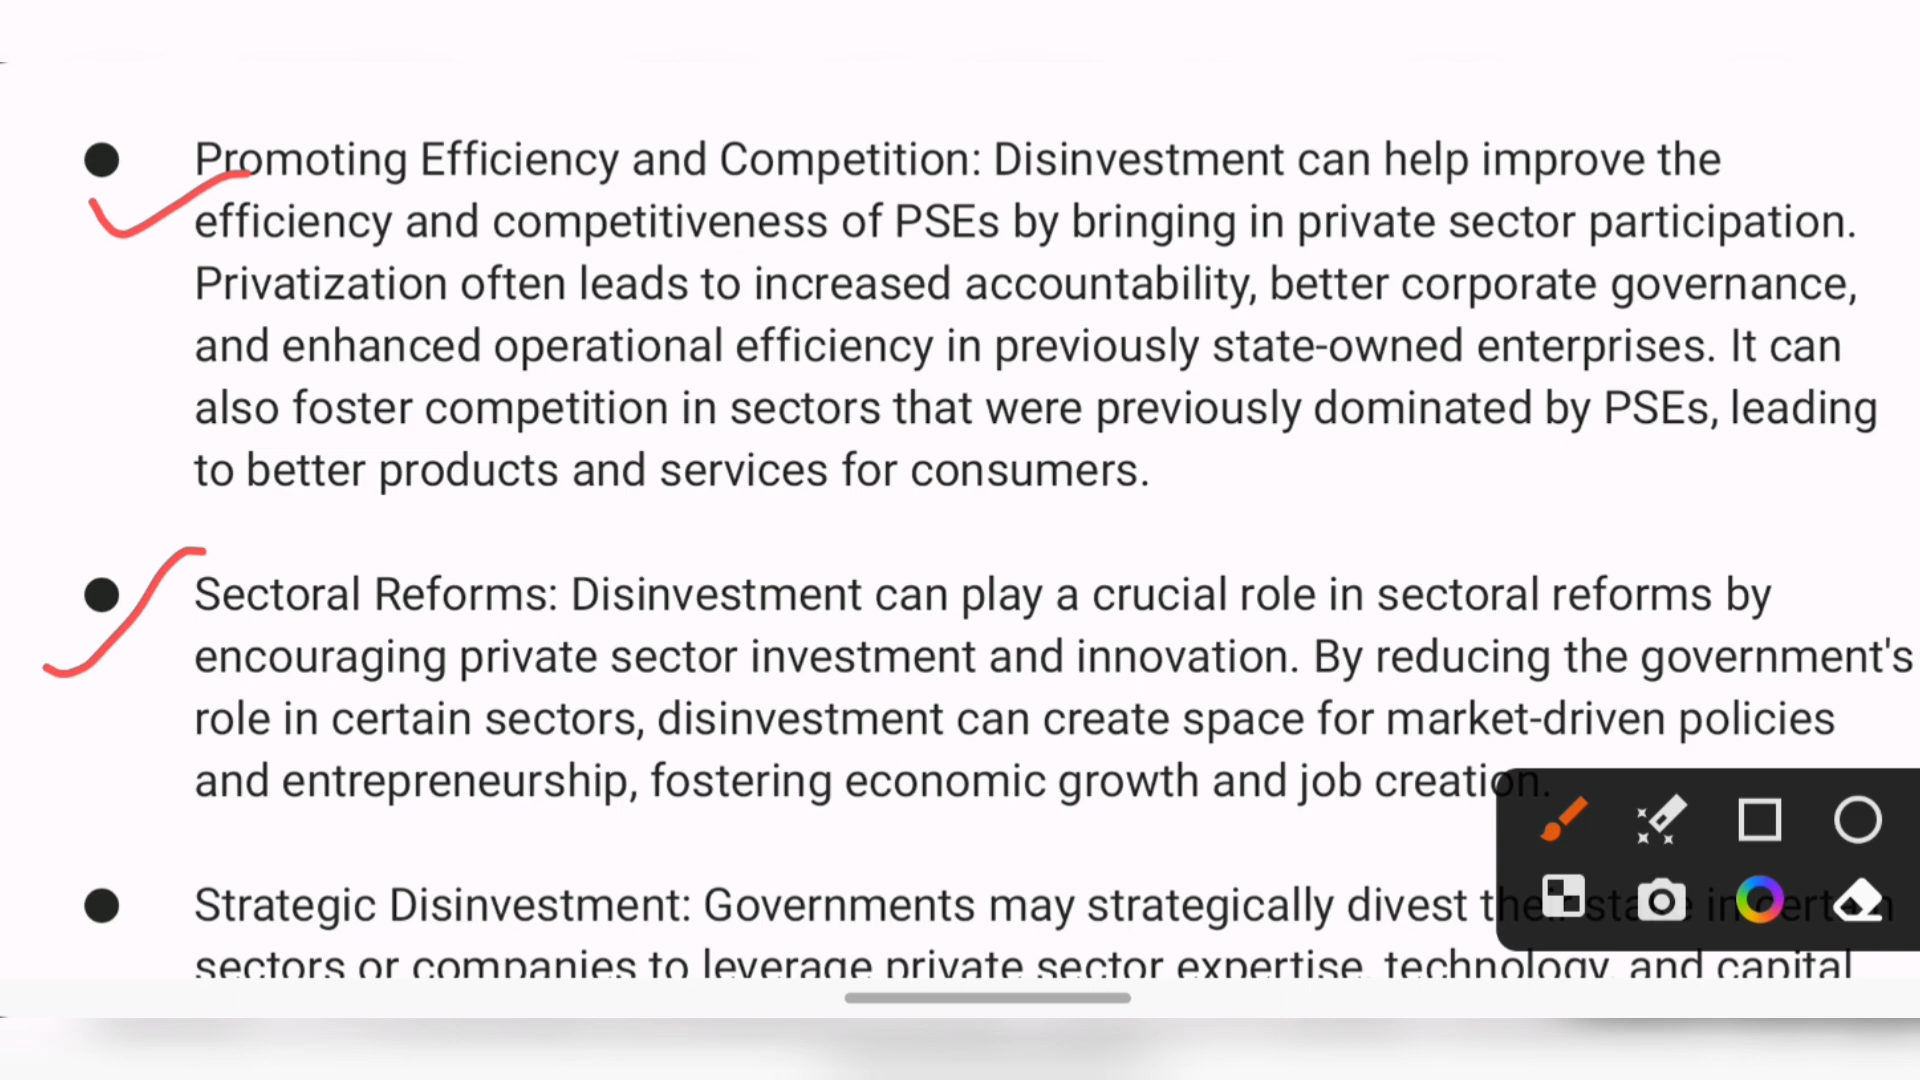 Promoting Efficiency and Competition: Disinvestment can help improve the
efficiency and competitiveness of PSEs by bringing in private sector participation.
Privatization often leads to increased accountability, better corporate governance,
and enhanced operational efficiency in previously state-owned enterprises. It can
also foster competition in sectors that were previously dominated by PSEs, leading
to better products and services for consumers.
Sectoral Reforms: Disinvestment can play a crucial role in sectoral reforms by
encouraging private sector investment and innovation. By reducing the government's
role in certain sectors, disinvestment can create space for market-driven policies
and entrepreneurship, fostering economic growth and job creation.
Strategic Disinvestment: Governments may strategically divest their stake in certain
sectors or companies to leverage private sector expertise, technology, and capital